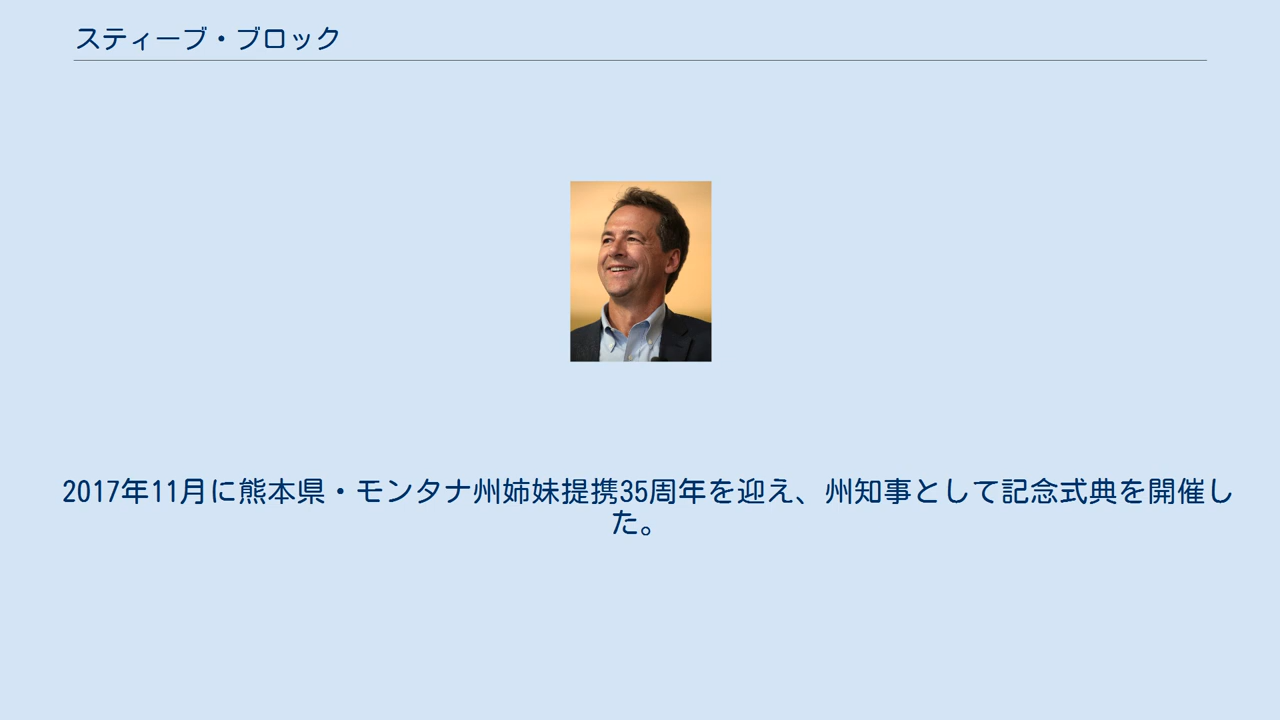 スティーブ・ブロック
2017年11月に熊本県・モンタナ州姉妹提携35周年を迎え、州知事として記念式典を開催し
た。